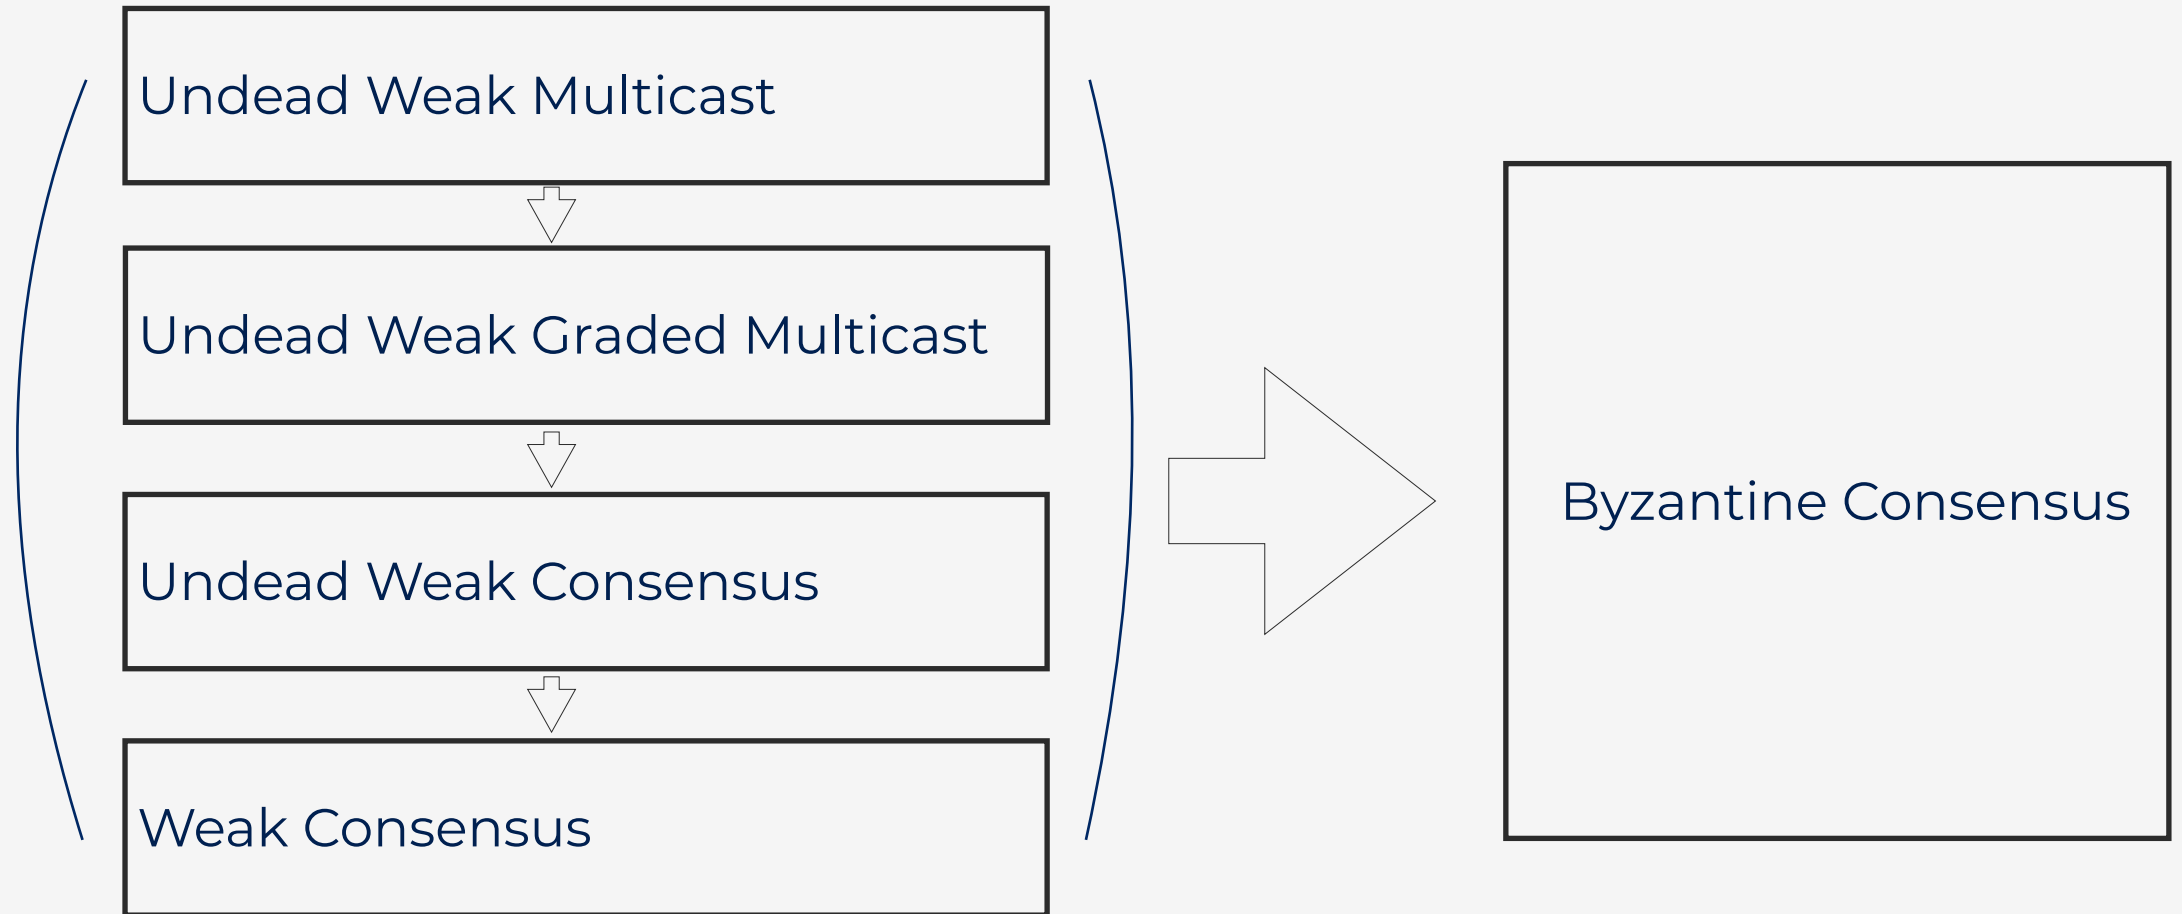 Undead Weak Multicast
Undead Weak Graded Multicast
Undead Weak Consensus
Weak Consensus
Byzantine Consensus